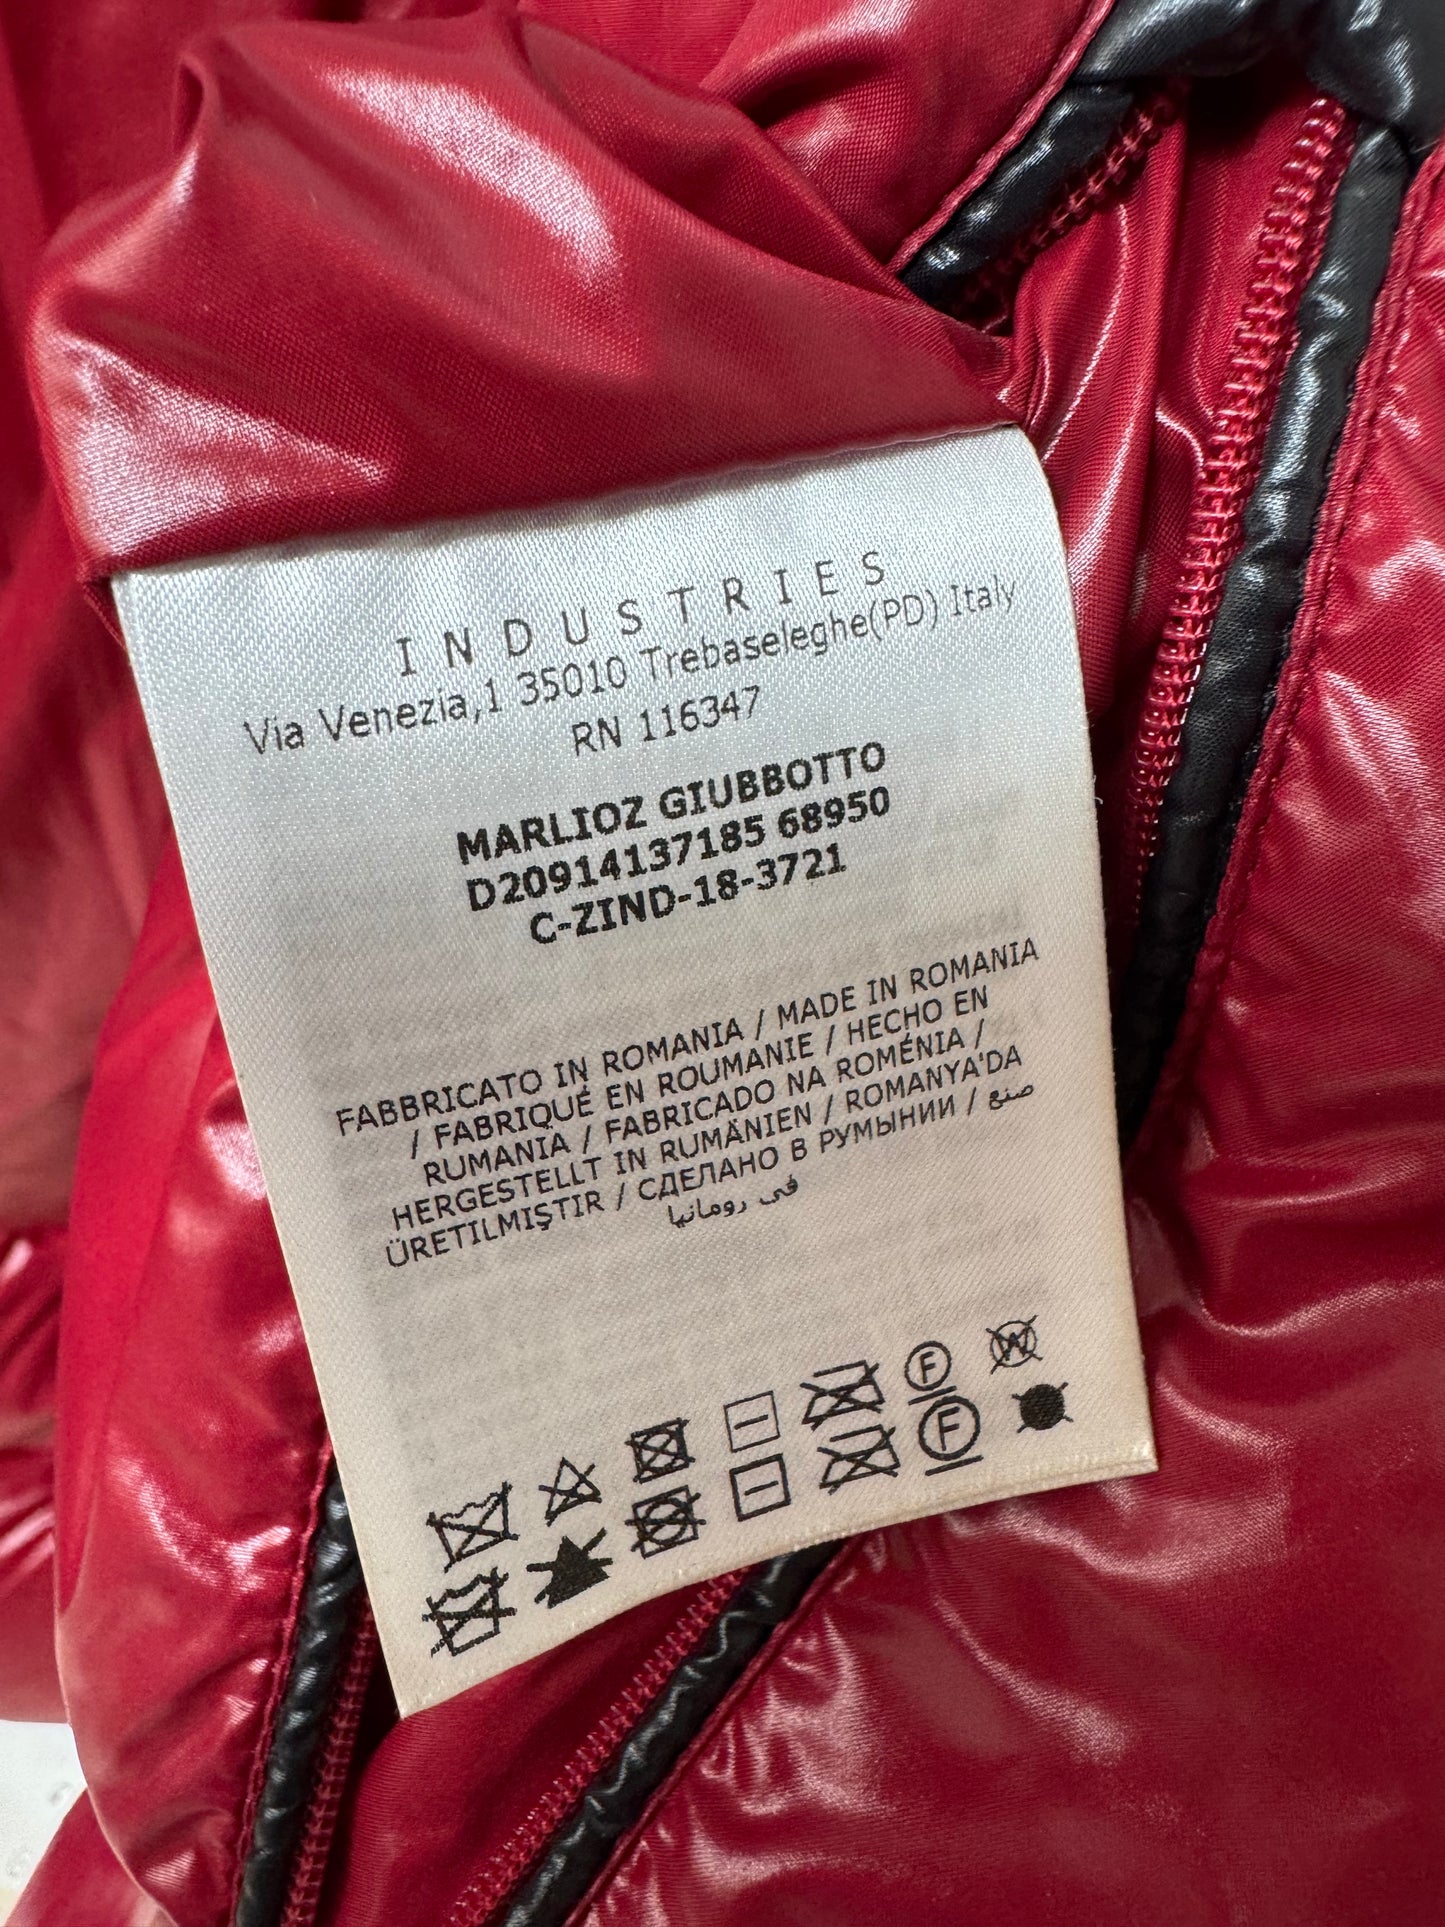 INDUSTRIES
Via Venezia,1 35010 Trebaseleghe(PD) Italy
RN 116347
MARLIOZ GIUBBOTTO
D20914137185 68950
C-ZIND-18-3721
FABBRICATO IN ROMANIA / MADE IN ROMANIA
/ FABRIQUÉ EN ROUMANIE / HECHO EN
RUMANIA / FABRICADO NA ROMÉNIA /
HERGESTELLT IN RUMÄNIEN / ROMANYA'DA
ÜRETILMIŞTIR / СДЕЛАНО В РУМЫНИИ / صنع
في رومانيا
F W
F